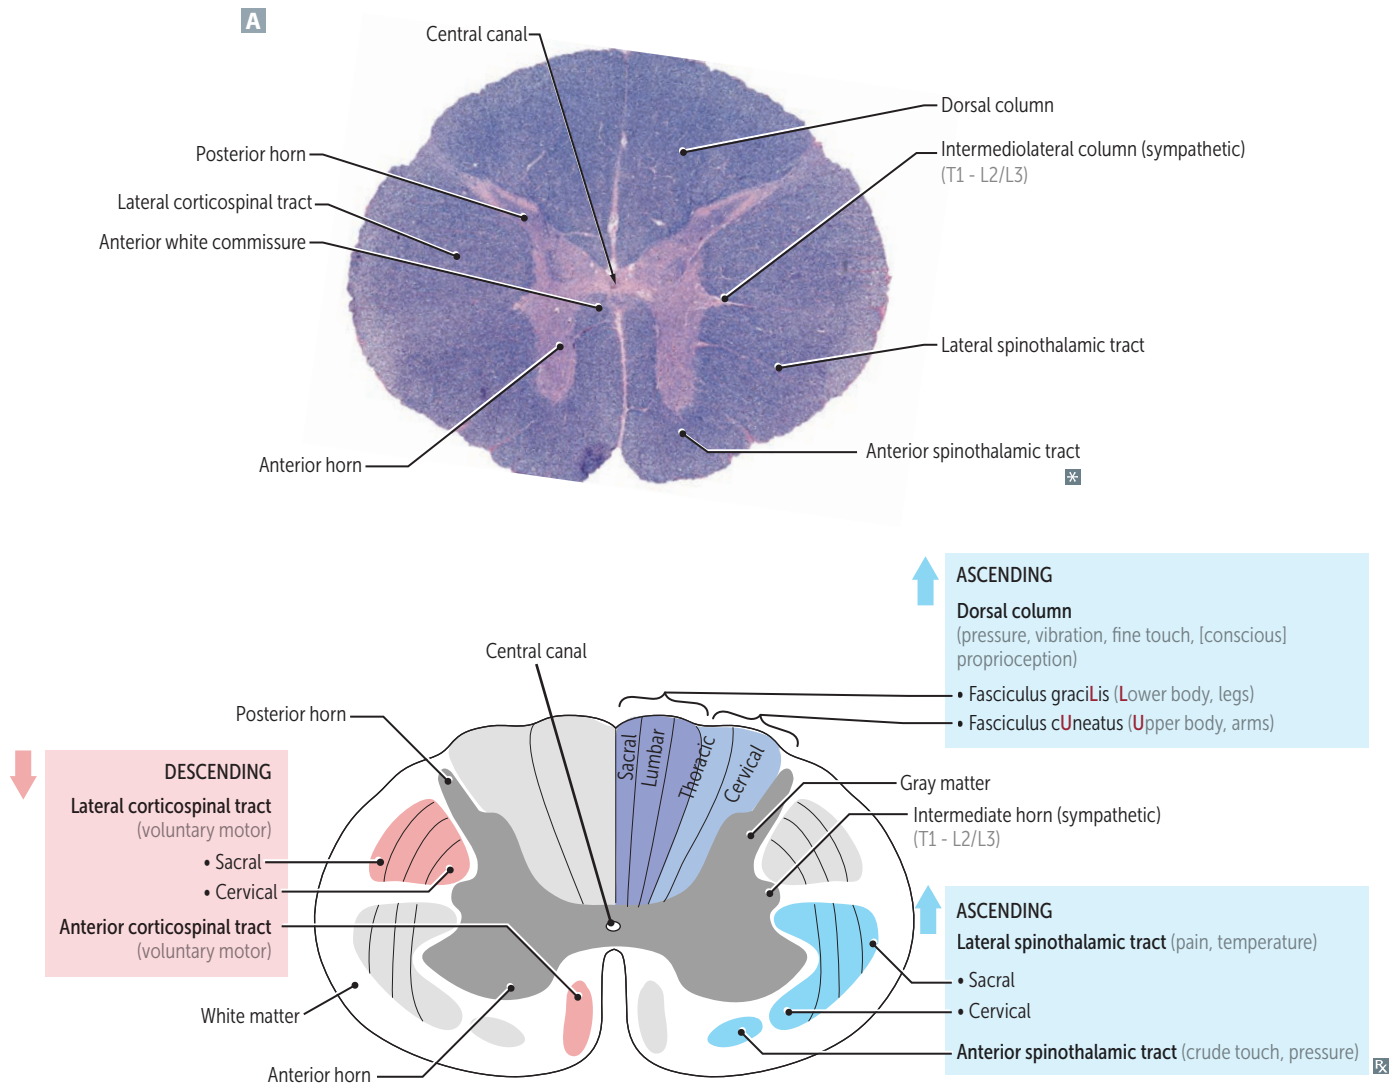 A
Central canal
Dorsal column
Posterior horn
Intermediolateral column (sympathetic)
(T1 - L2/L3)
Lateral corticospinal tract
Anterior white commissure
Lateral spinothalamic tract
Anterior horn
Anterior spinothalamic tract
ASCENDING
Dorsal column
(pressure, vibration, fine touch, [conscious]
proprioception)
• Fasciculus graciLis (Lower body, legs)
• Fasciculus cUneatus (Upper body, arms)
Central canal
Posterior horn
Sacral
Lumbar
Thoracic
Cervical
DESCENDING
Lateral corticospinal tract
(voluntary motor)
• Sacral
• Cervical
Anterior corticospinal tract
(voluntary motor)
Gray matter
Intermediate horn (sympathetic)
(T1 - L2/L3)
ASCENDING
Lateral spinothalamic tract (pain, temperature)
• Sacral
• Cervical
Anterior spinothalamic tract (crude touch, pressure)
White matter
Anterior horn
Rx